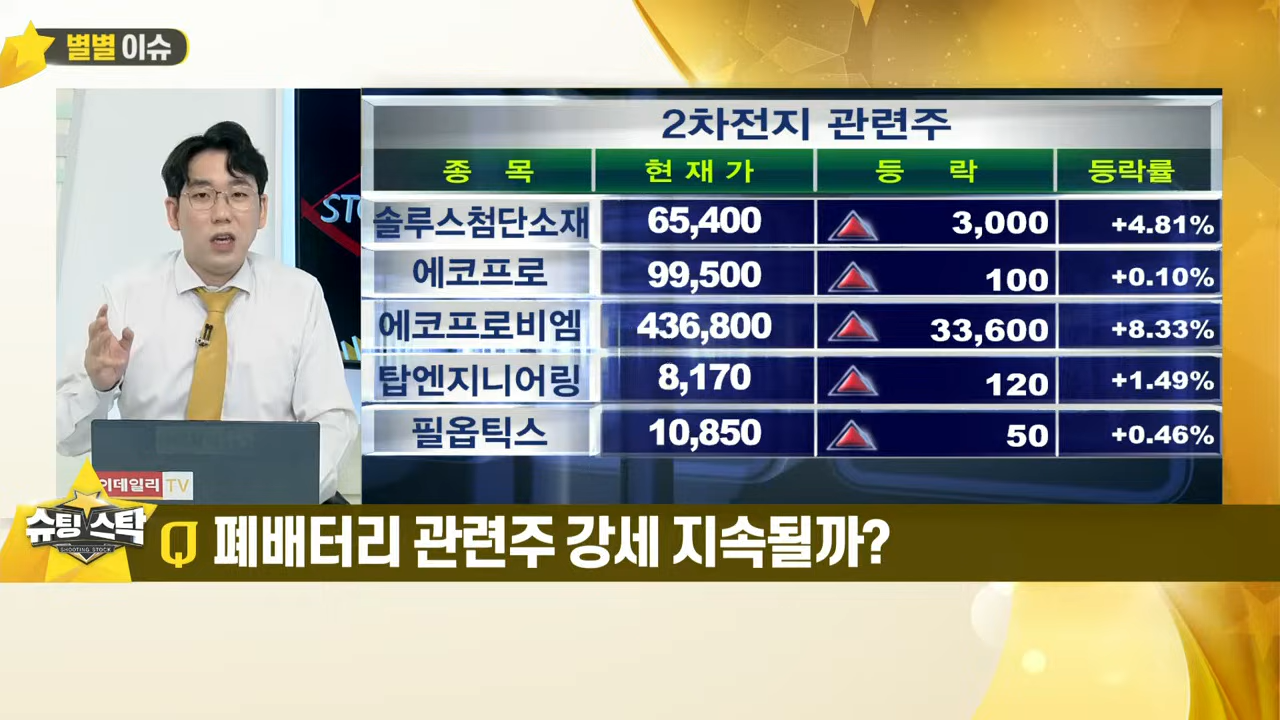 별별 이슈
2차전지 관련주
종 목 현 재 가 등 락 등락률
솔루스첨단소재 65,400 ▲ 3,000 +4.81%
에코프로 99,500 ▲ 100 +0.10%
에코프로비엠 436,800 ▲ 33,600 +8.33%
탑엔지니어링 8,170 ▲ 120 +1.49%
필옵틱스 10,850 ▲ 50 +0.46%
STO
이데일리 TV
슈팅 스탁
SHOOTING STOCK
Q 폐배터리 관련주 강세 지속될까?